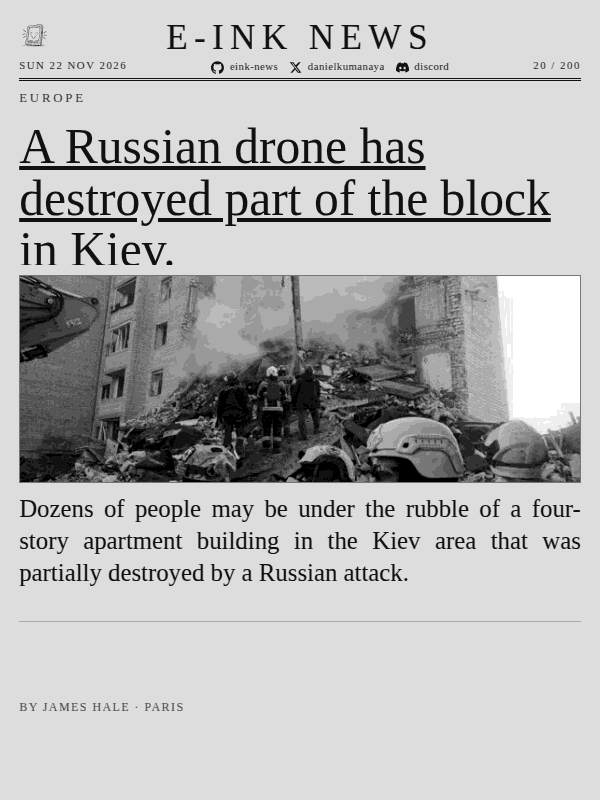 E-INK NEWS
SUN 22 NOV 2026
eink-news danielkumanaya discord
20 / 200
EUROPE
A Russian drone has
destroyed part of the block
in Kiev.
Dozens of people may be under the rubble of a four-
story apartment building in the Kiev area that was
partially destroyed by a Russian attack.
BY JAMES HALE · PARIS